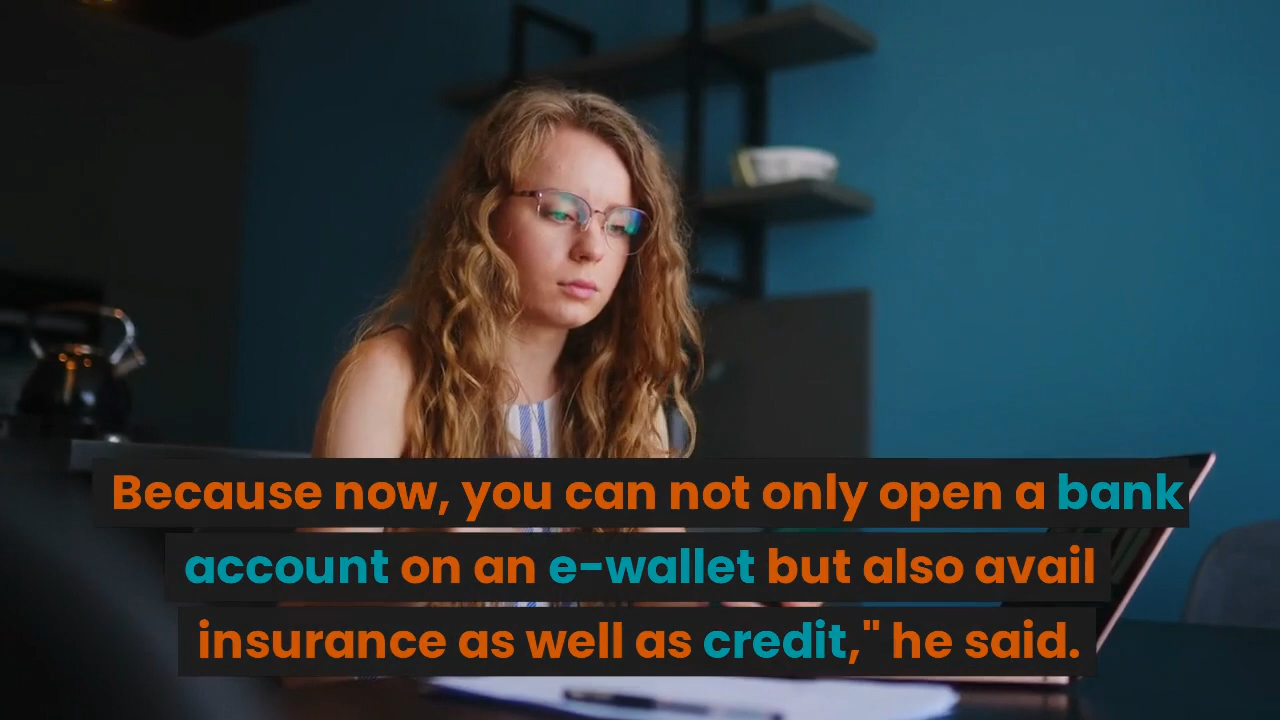 Because now, you can not only open a bank
account on an e-wallet but also avail
insurance as well as credit," he said.